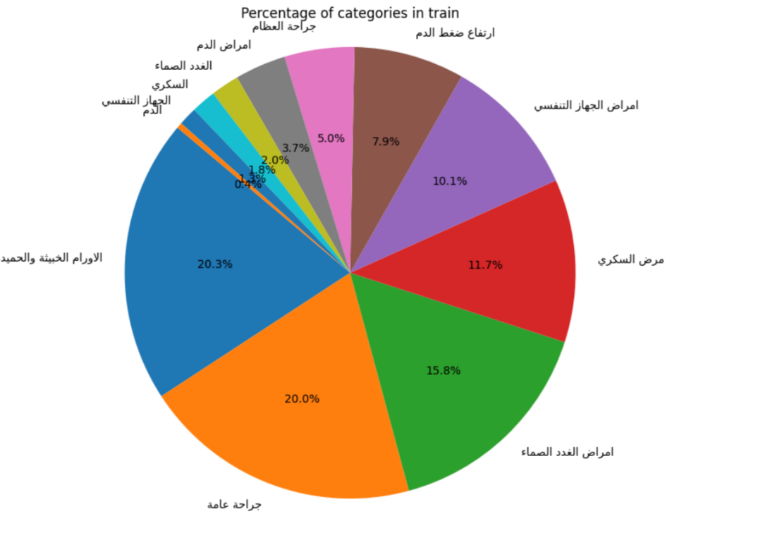 Percentage of categories in train
جراحة العظام
ارتفاع ضغط الدم
امراض الدم
الغدد الصماء
السكري
الجهاز التنفسي
الدم
امراض الجهاز التنفسي
5.0%
7.9%
3.7%
2.0%
1.8%
1.3%
0.4%
10.1%
الاورام الخبيثة والحميد
20.3%
11.7%
مرض السكري
15.8%
20.0%
امراض الغدد الصماء
جراحة عامة